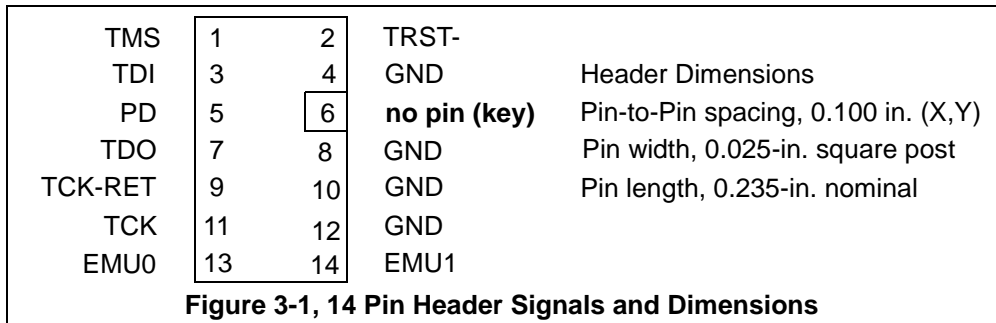 TMS 1 2 TRST-
TDI 3 4 GND Header Dimensions
PD 5 6 no pin (key) Pin-to-Pin spacing, 0.100 in. (X,Y)
TDO 7 8 GND Pin width, 0.025-in. square post
TCK-RET 9 10 GND Pin length, 0.235-in. nominal
TCK 11 12 GND
EMU0 13 14 EMU1
Figure 3-1, 14 Pin Header Signals and Dimensions